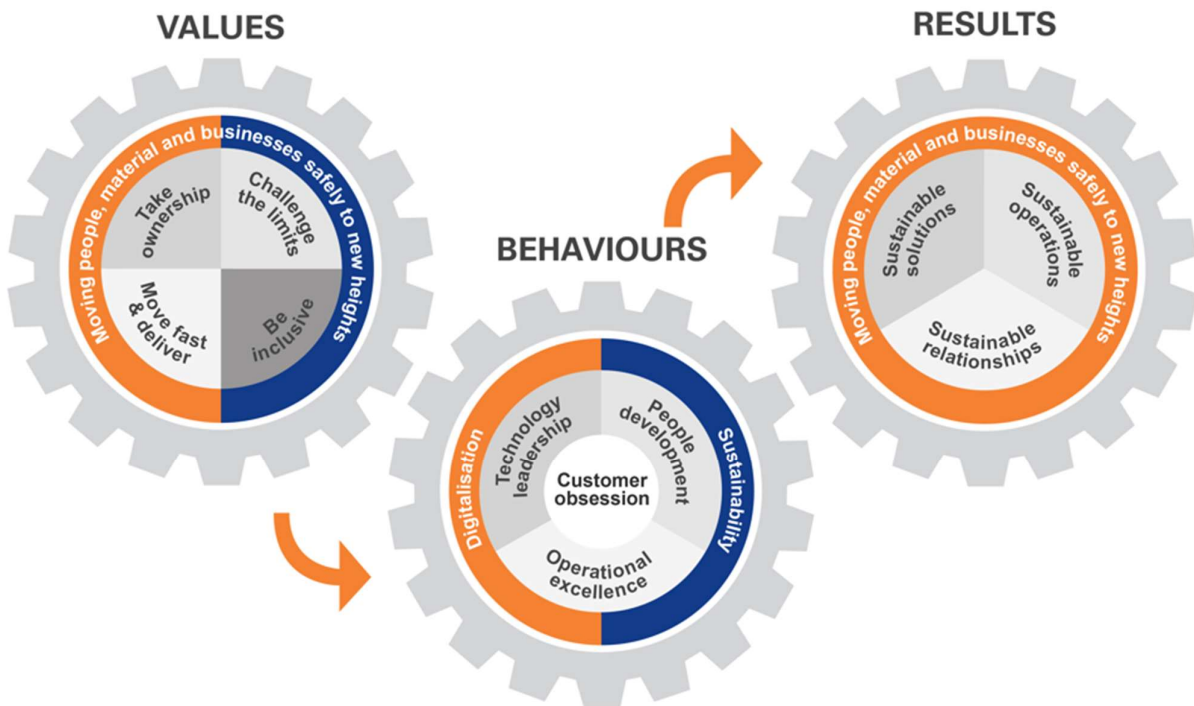 VALUES
Moving people, material and businesses safely to new heights
Take
ownership
Challenge
the limits
Move fast
& deliver
Be
inclusive
BEHAVIOURS
Digitalisation
Sustainability
Technology
leadership
People
development
Customer
obsession
Operational
excellence
RESULTS
Moving people, material and businesses safely to new heights
Sustainable
solutions
Sustainable
operations
Sustainable
relationships